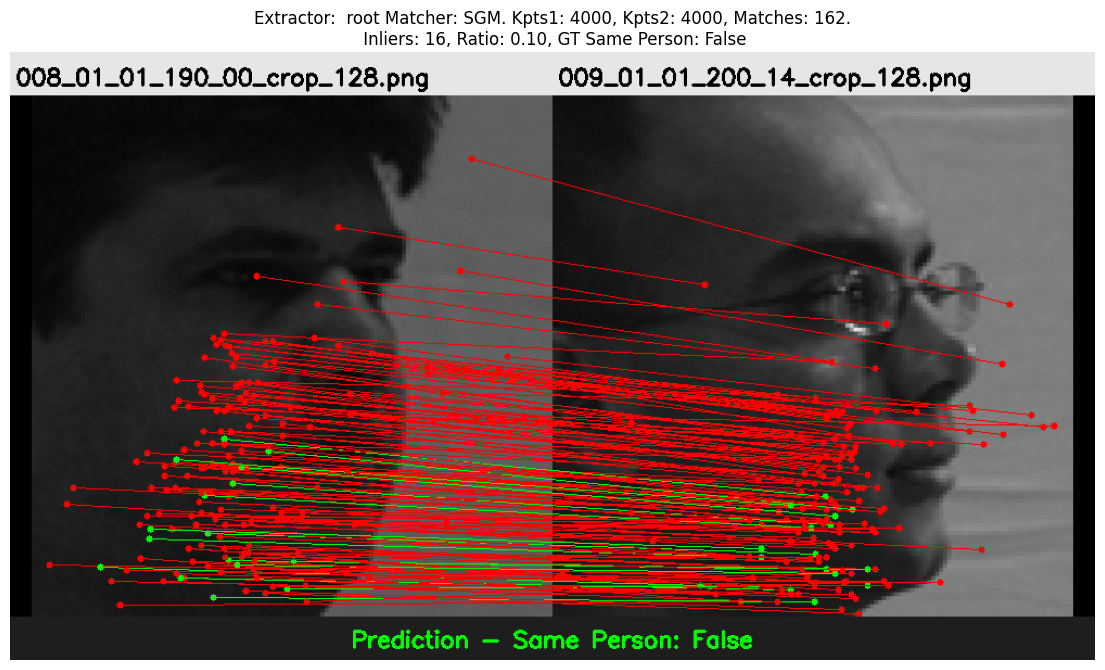 Extractor:  root Matcher: SGM. Kpts1: 4000, Kpts2: 4000, Matches: 162.
Inliers: 16, Ratio: 0.10, GT Same Person: False
008_01_01_190_00_crop_128.png
009_01_01_200_14_crop_128.png
Prediction - Same Person: False